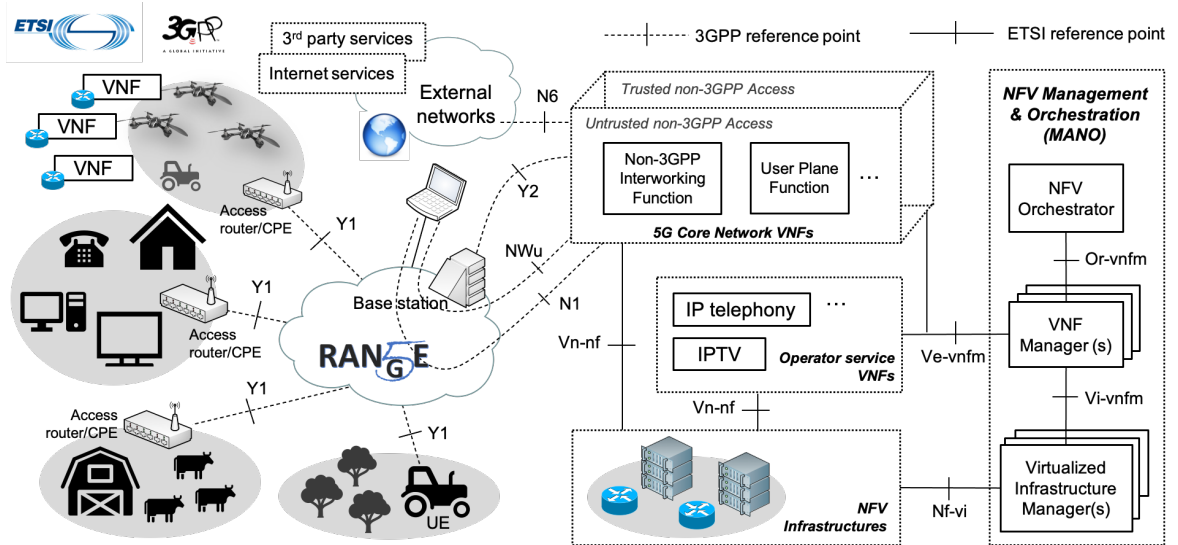 ETSI
3GPP
A GLOBAL INITIATIVE
3rd party services
Internet services
External
networks
N6
3GPP reference point
ETSI reference point
VNF
VNF
VNF
Access
router/CPE
Y1
Trusted non-3GPP Access
Untrusted non-3GPP Access
Non-3GPP
Interworking
Function
User Plane
Function
...
5G Core Network VNFs
NFV Management
& Orchestration
(MANO)
NFV
Orchestrator
Or-vnfm
VNF
Manager (s)
Vi-vnfm
Virtualized
Infrastructure
Manager(s)
Y2
NWu
N1
Base station
RAN 5G E
Access
router/CPE
Y1
Access
router/CPE
Y1
Y1
UE
Vn-nf
IP telephony
...
IPTV
Operator service
VNFs
Ve-vnfm
Vn-nf
NFV
Infrastructures
Nf-vi